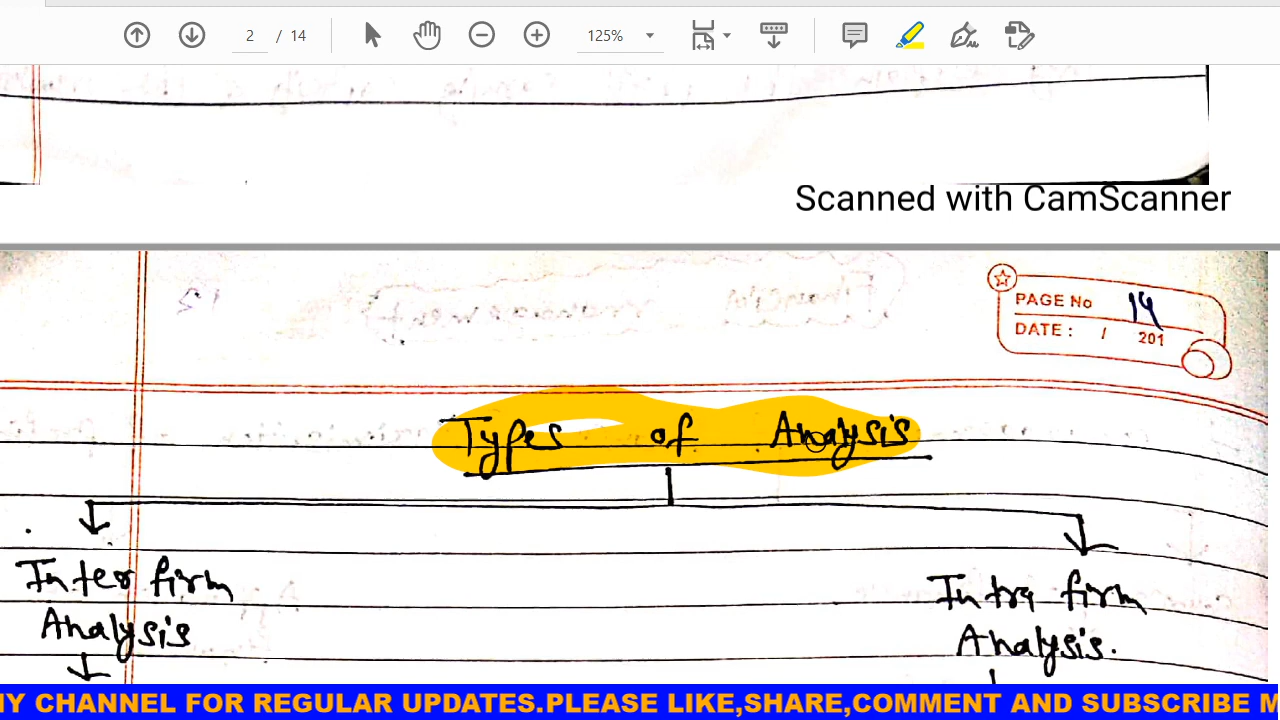 2 / 14 125%
Scanned with CamScanner
PAGE No 14
DATE : / 201
Types of Analysis
Inter firm
Analysis
Intra firm
Analysis.
MY CHANNEL FOR REGULAR UPDATES.PLEASE LIKE,SHARE,COMMENT AND SUBSCRIBE M